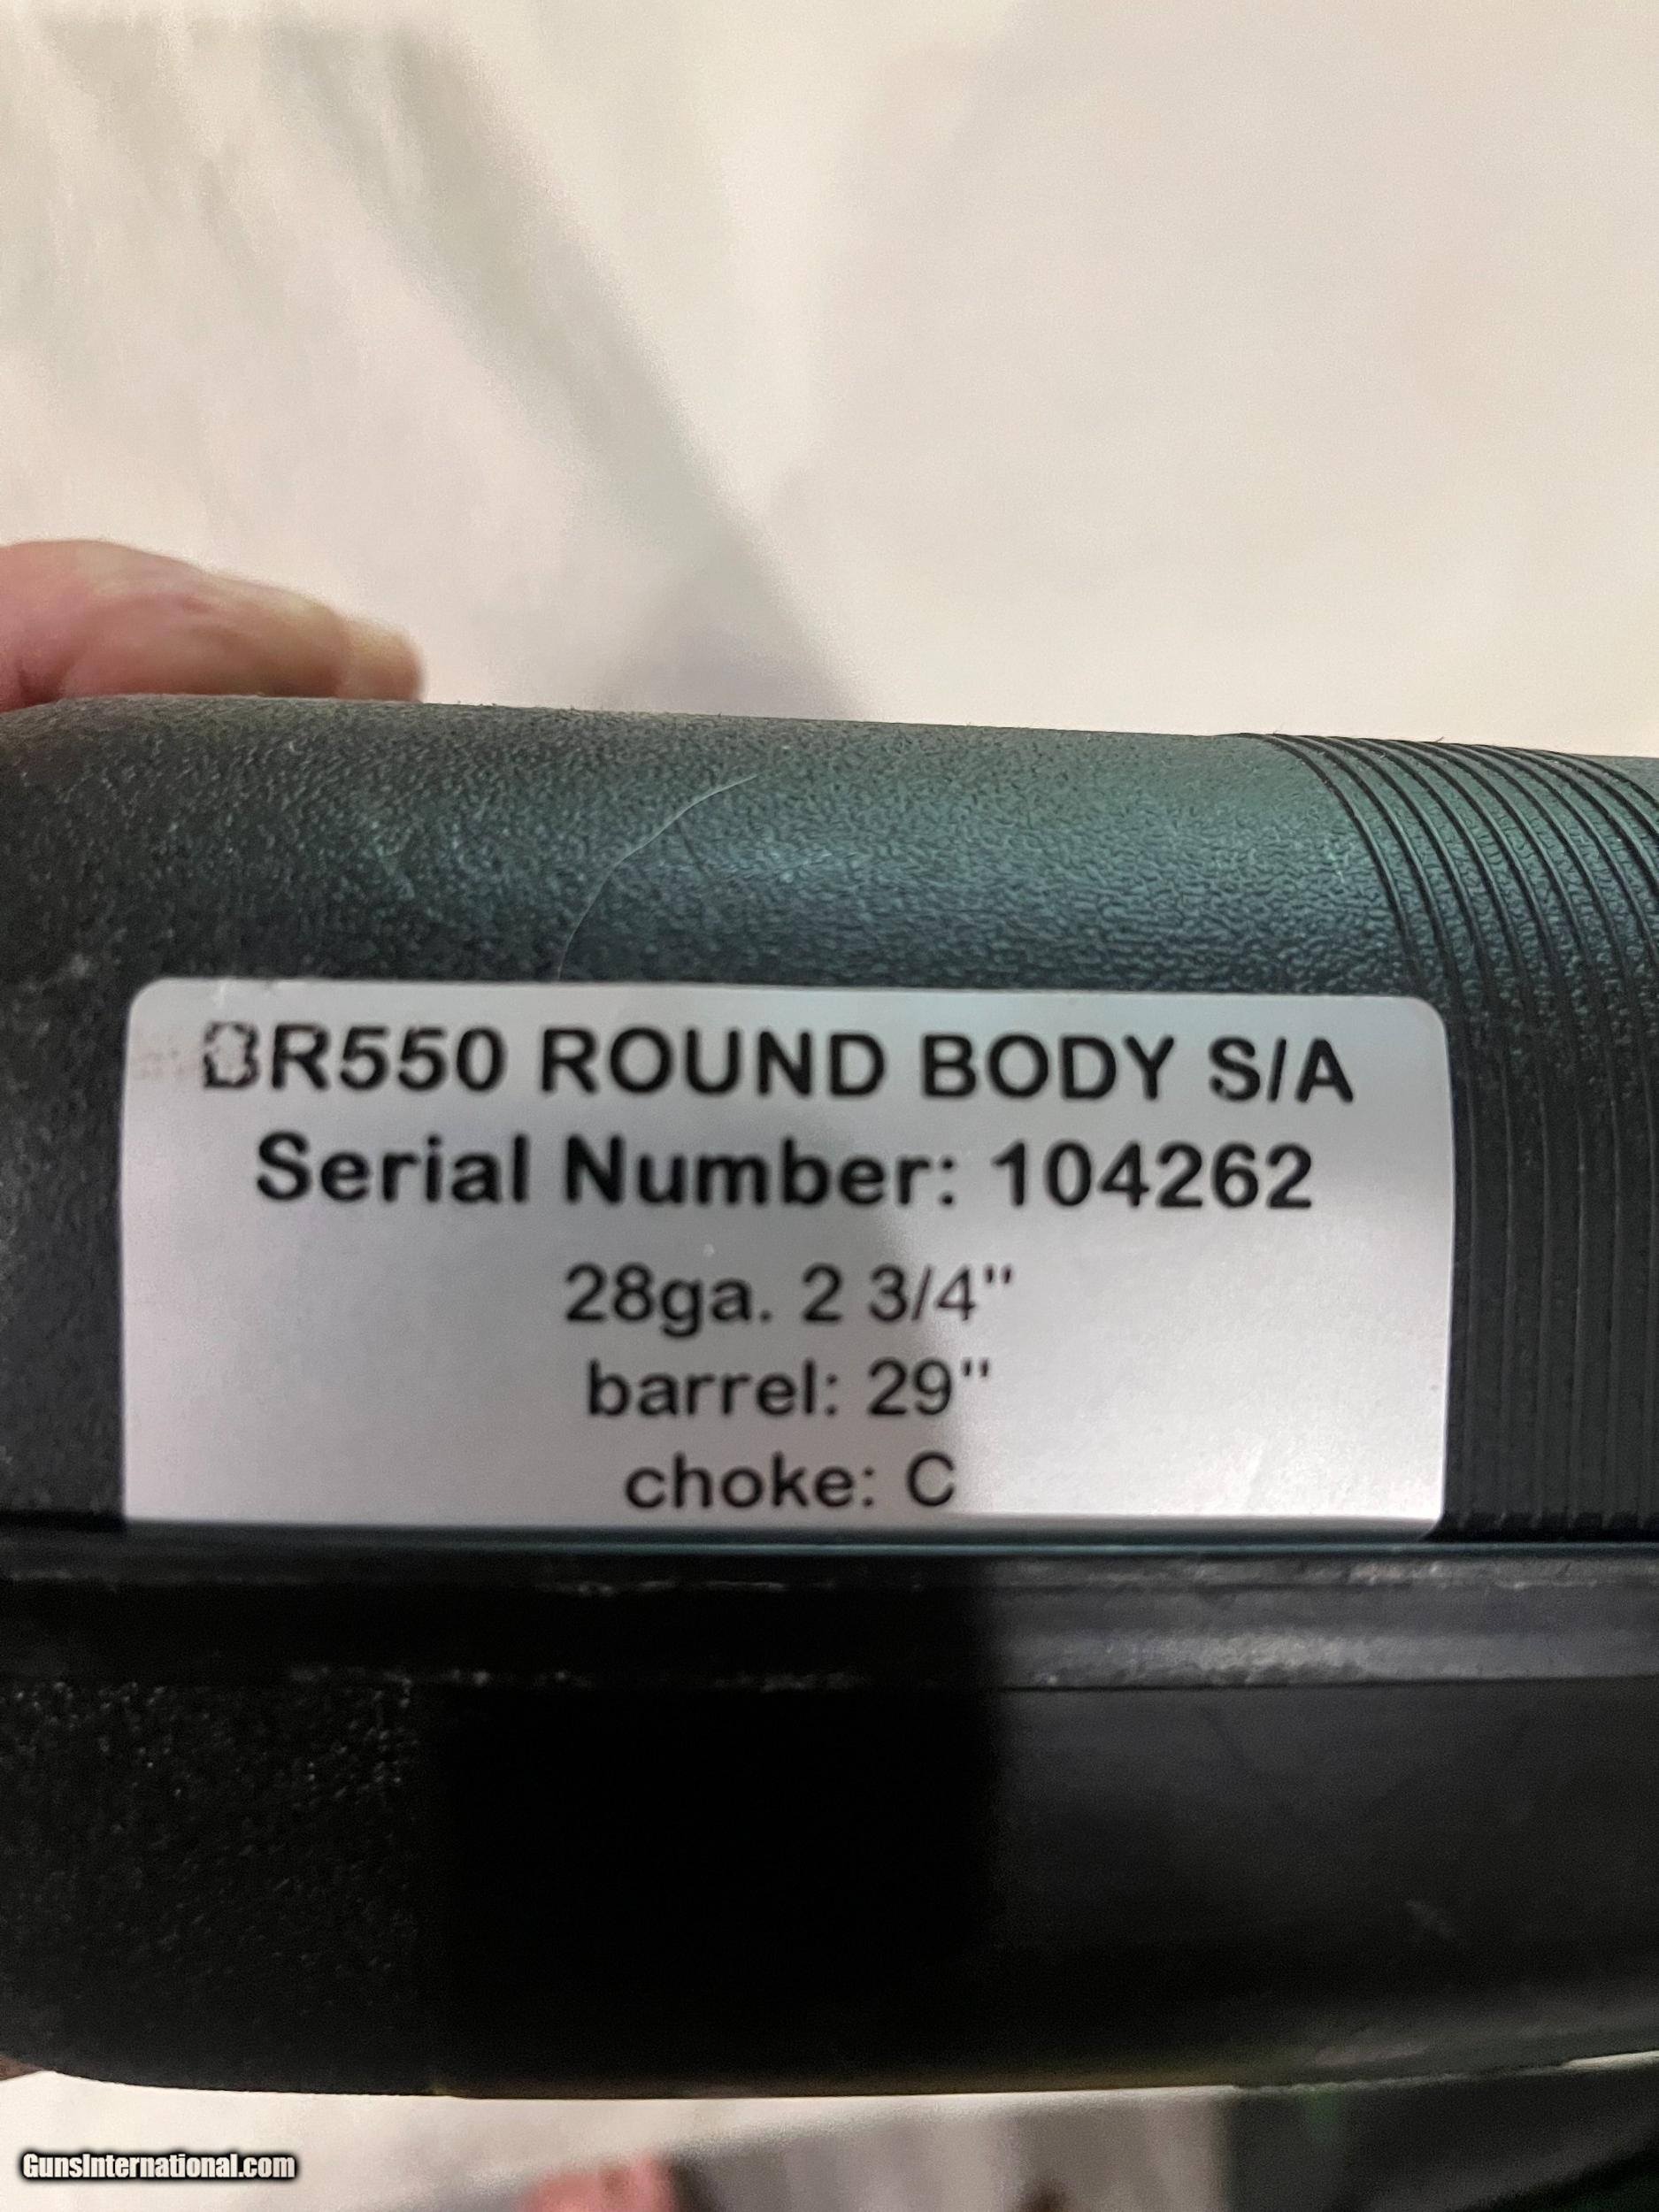 BR550 ROUND BODY S/A
Serial Number: 104262
28ga. 2 3/4"
barrel: 29"
choke: C
GunsInternational.com